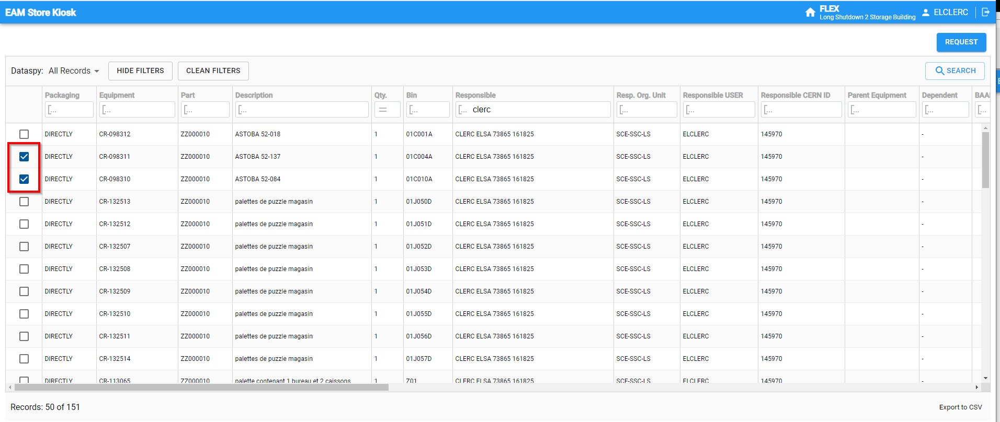 EAM Store Kiosk
FLEX
Long Shutdown 2 Storage Building
ELCLERC
REQUEST
Dataspy: All Records HIDE FILTERS CLEAN FILTERS SEARCH
Packaging Equipment Part Description Qty. Bin Responsible Resp. Org. Unit Responsible USER Responsible CERN ID Parent Equipment Dependent
[... [... [... [... = [... [... clerc [... [... [... [... [... [...
DIRECTLY CR-098312 ZZ000010 ASTOBA 52-018 1 01C001A CLERC ELSA 73865 161825 SCE-SSC-LS ELCLERC 145970 -
DIRECTLY CR-098311 ZZ000010 ASTOBA 52-137 1 01C004A CLERC ELSA 73865 161825 SCE-SSC-LS ELCLERC 145970 -
DIRECTLY CR-098310 ZZ000010 ASTOBA 52-084 1 01C010A CLERC ELSA 73865 161825 SCE-SSC-LS ELCLERC 145970 -
DIRECTLY CR-132513 ZZ000010 palettes de puzzle magasin 1 01J050D CLERC ELSA 73865 161825 SCE-SSC-LS ELCLERC 145970 -
DIRECTLY CR-132512 ZZ000010 palettes de puzzle magasin 1 01J051D CLERC ELSA 73865 161825 SCE-SSC-LS ELCLERC 145970 -
DIRECTLY CR-132507 ZZ000010 palettes de puzzle magasin 1 01J052D CLERC ELSA 73865 161825 SCE-SSC-LS ELCLERC 145970 -
DIRECTLY CR-132508 ZZ000010 palettes de puzzle magasin 1 01J053D CLERC ELSA 73865 161825 SCE-SSC-LS ELCLERC 145970 -
DIRECTLY CR-132509 ZZ000010 palettes de puzzle magasin 1 01J054D CLERC ELSA 73865 161825 SCE-SSC-LS ELCLERC 145970 -
DIRECTLY CR-132510 ZZ000010 palettes de puzzle magasin 1 01J055D CLERC ELSA 73865 161825 SCE-SSC-LS ELCLERC 145970 -
DIRECTLY CR-132511 ZZ000010 palettes de puzzle magasin 1 01J056D CLERC ELSA 73865 161825 SCE-SSC-LS ELCLERC 145970 -
DIRECTLY CR-132514 ZZ000010 palettes de puzzle magasin 1 01J057D CLERC ELSA 73865 161825 SCE-SSC-LS ELCLERC 145970 -
DIRECTLY CR-113065 ZZ000010 palette contenant 1 bureau et 2 caissons 1 Z01 CLERC ELSA 73865 161825 SCE-SSC-LS ELCLERC 145970 -
Records: 50 of 151
Export to CSV